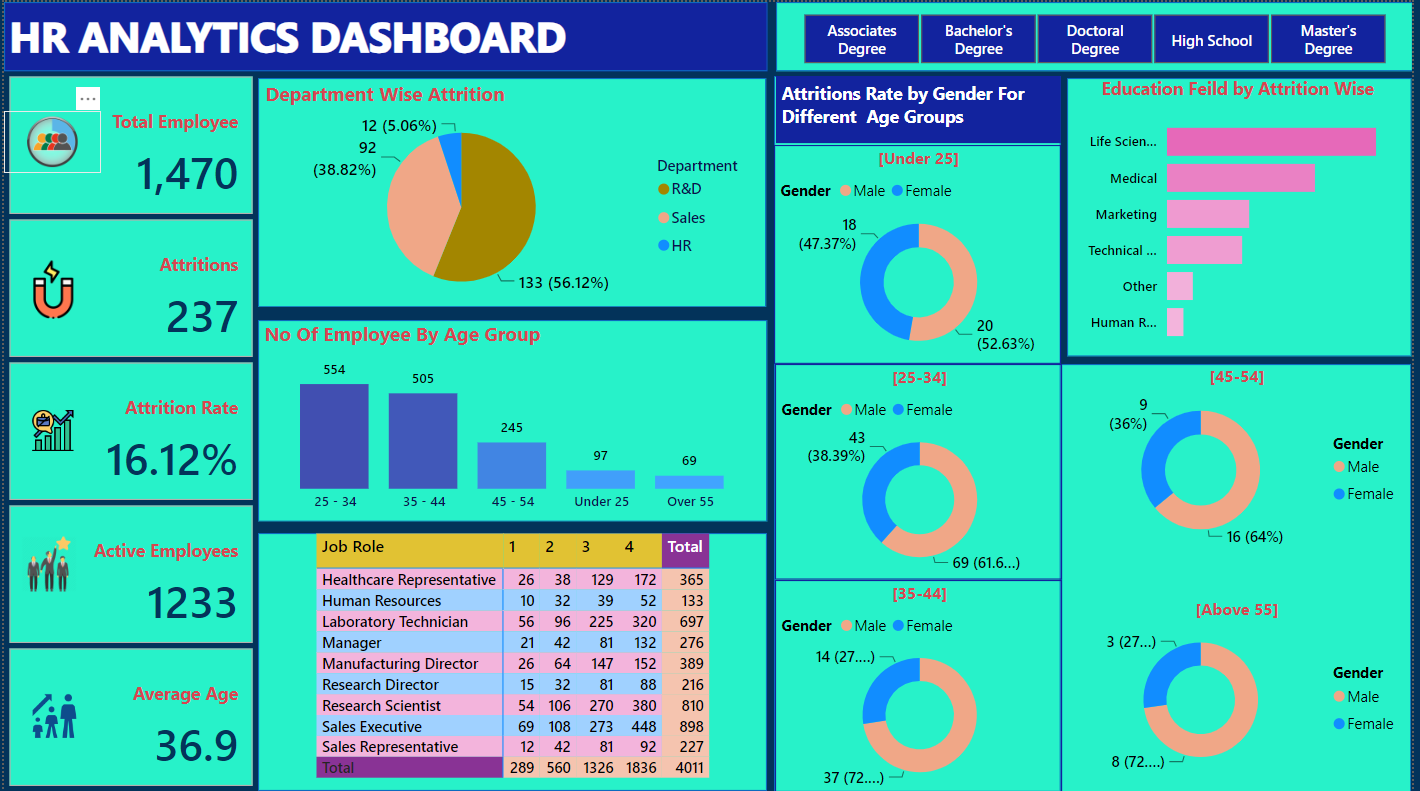 HR ANALYTICS DASHBOARD
Associates
Degree
Bachelor's
Degree
Doctoral
Degree
High School
Master's
Degree
Total Employee
1,470
Attritions
237
Attrition Rate
16.12%
Active Employees
1233
Average Age
36.9
Department Wise Attrition
12 (5.06%)
92
(38.82%)
133 (56.12%)
Department
R&D
Sales
HR
No Of Employee By Age Group
554
505
245
97
69
25 - 34
35 - 44
45 - 54
Under 25
Over 55
Job Role 1 2 3 4 Total
Healthcare Representative 26 38 129 172 365
Human Resources 10 32 39 52 133
Laboratory Technician 56 96 225 320 697
Manager 21 42 81 132 276
Manufacturing Director 26 64 147 152 389
Research Director 15 32 81 88 216
Research Scientist 54 106 270 380 810
Sales Executive 69 108 273 448 898
Sales Representative 12 42 81 92 227
Total 289 560 1326 1836 4011
Attritions Rate by Gender For
Different Age Groups
[Under 25]
Gender Male Female
18
(47.37%)
20
(52.63%)
[25-34]
Gender Male Female
43
(38.39%)
69 (61.6...)
[35-44]
Gender Male Female
14 (27....)
37 (72....)
Education Feild by Attrition Wise
Life Scien...
Medical
Marketing
Technical ...
Other
Human R...
[45-54]
9
(36%)
16 (64%)
Gender
Male
Female
[Above 55]
3 (27...)
8 (72....)
Gender
Male
Female